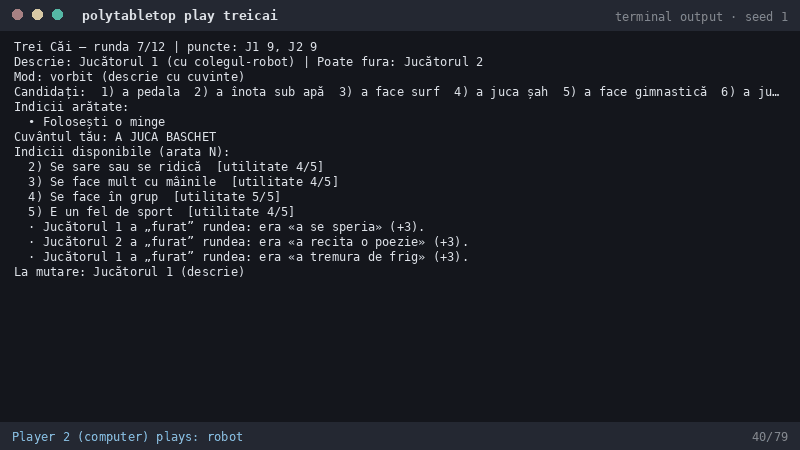 polytabletop play treicai
terminal output · seed 1
Trei Căi — runda 7/12 | puncte: J1 9, J2 9
Descrie: Jucătorul 1 (cu colegul-robot) | Poate fura: Jucătorul 2
Mod: vorbit (descrie cu cuvinte)
Candidați:  1) a pedala  2) a înota sub apă  3) a face surf  4) a juca șah  5) a face gimnastică  6) a ju…
Indicii arătate:
• Folosești o minge
Cuvântul tău: A JUCA BASCHET
Indicii disponibile (arata N):
2) Se sare sau se ridică  [utilitate 4/5]
3) Se face mult cu mâinile  [utilitate 4/5]
4) Se face în grup  [utilitate 5/5]
5) E un fel de sport  [utilitate 4/5]
· Jucătorul 1 a „furat” rundea: era «a se speria» (+3).
· Jucătorul 2 a „furat” rundea: era «a recita o poezie» (+3).
· Jucătorul 1 a „furat” rundea: era «a tremura de frig» (+3).
La mutare: Jucătorul 1 (descrie)
Player 2 (computer) plays: robot
40/79